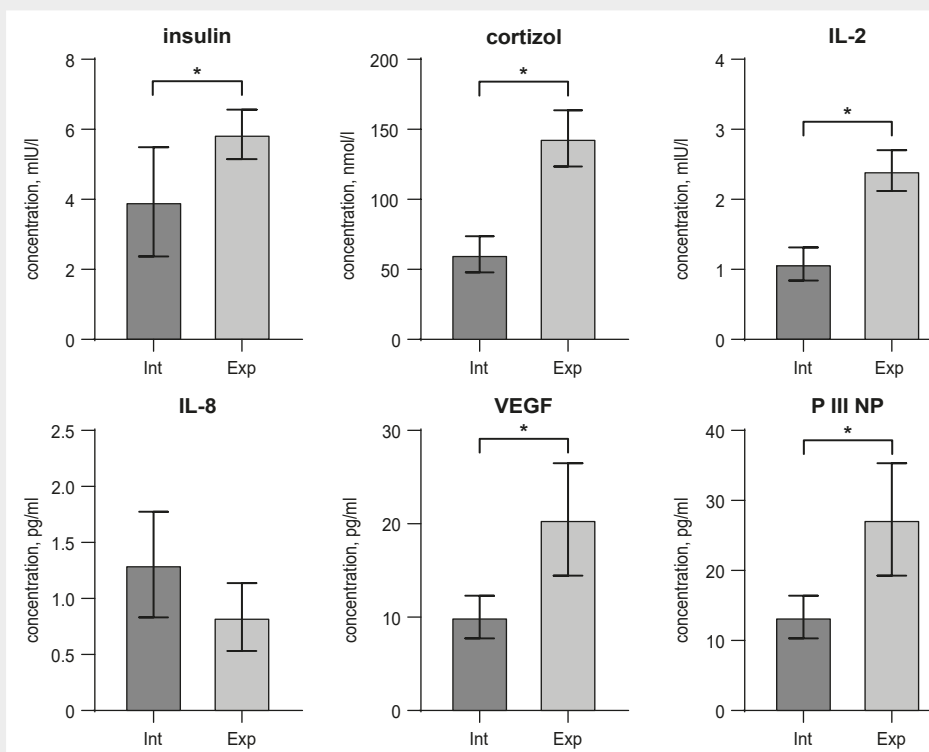 insulin
concentration, mIU/l
8
6
4
2
0
*
Int
Exp
cortizol
concentration, nmol/l
200
150
100
50
0
*
Int
Exp
IL-2
concentration, mIU/l
4
3
2
1
0
*
Int
Exp
IL-8
concentration, pg/ml
2.5
2.0
1.5
1.0
0.5
0
Int
Exp
VEGF
concentration, pg/ml
30
20
10
0
*
Int
Exp
P III NP
concentration, pg/ml
40
30
20
10
0
*
Int
Exp